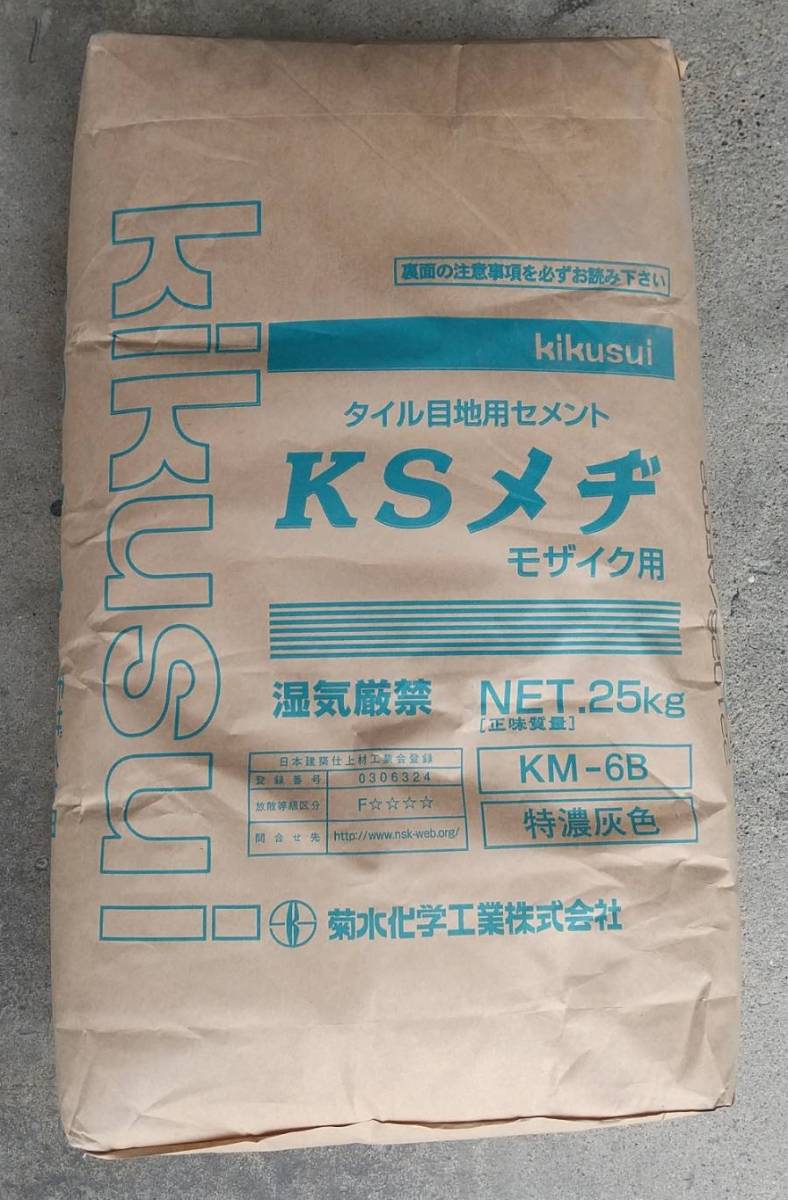 kikusui
裏面の注意事項を必ずお読み下さい
kikusui
タイル目地用セメント
KSメヂ
モザイク用
湿気厳禁 NET.25kg
[正味質量]
日本建築仕上材工業会登録
登録番号 0306324
放散等級区分 F☆☆☆☆
問合せ先 http://www.nsk-web.org/
KM-6B
特濃灰色
菊水化学工業株式会社